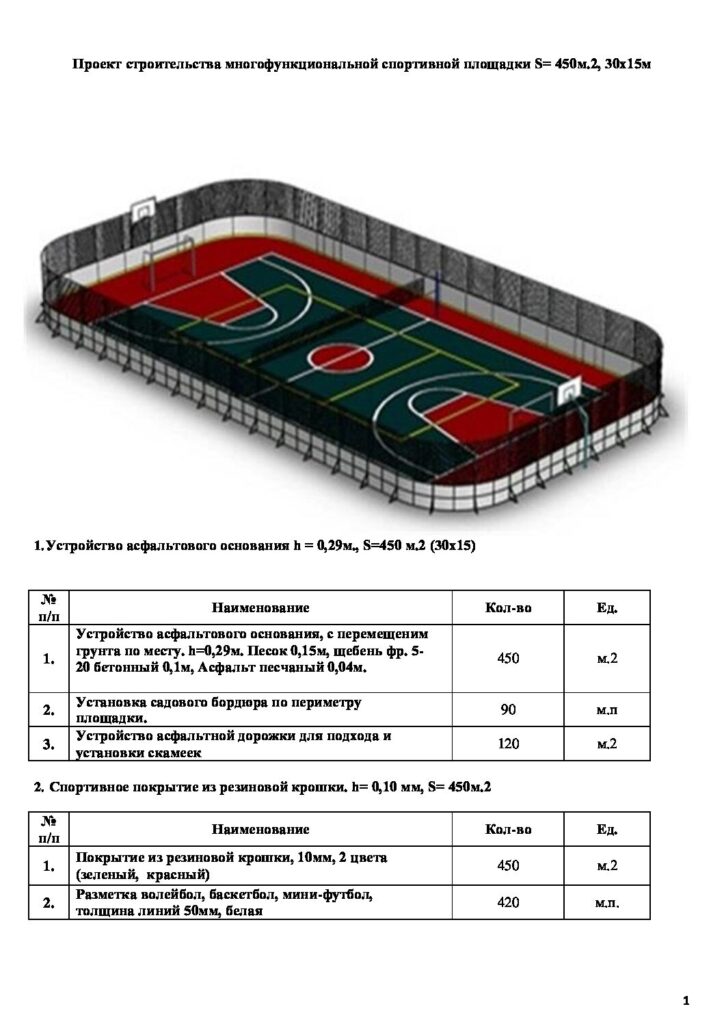 Проект строительства многофункциональной спортивной площадки S= 450м.2, 30х15м
1.Устройство асфальтового основания h = 0,29м., S=450 м.2 (30х15)
№ Наименование Кол-во Ед.
п/п
Устройство асфальтового основания, с перемещеним
1. грунта по месту. h=0,29м. Песок 0,15м, щебень фр. 5- 450 м.2
20 бетонный 0,1м, Асфальт песчаный 0,04м.
2. Установка садового бордюра по периметру 90 м.п
площадки.
3. Устройство асфальтной дорожки для подхода и 120 м.2
установки скамеек
2. Спортивное покрытие из резиновой крошки. h= 0,10 мм, S= 450м.2
№ Наименование Кол-во Ед.
п/п
1. Покрытие из резиновой крошки, 10мм, 2 цвета 450 м.2
(зеленый, красный)
2. Разметка волейбол, баскетбол, мини-футбол, 420 м.п.
толщина линий 50мм, белая
1